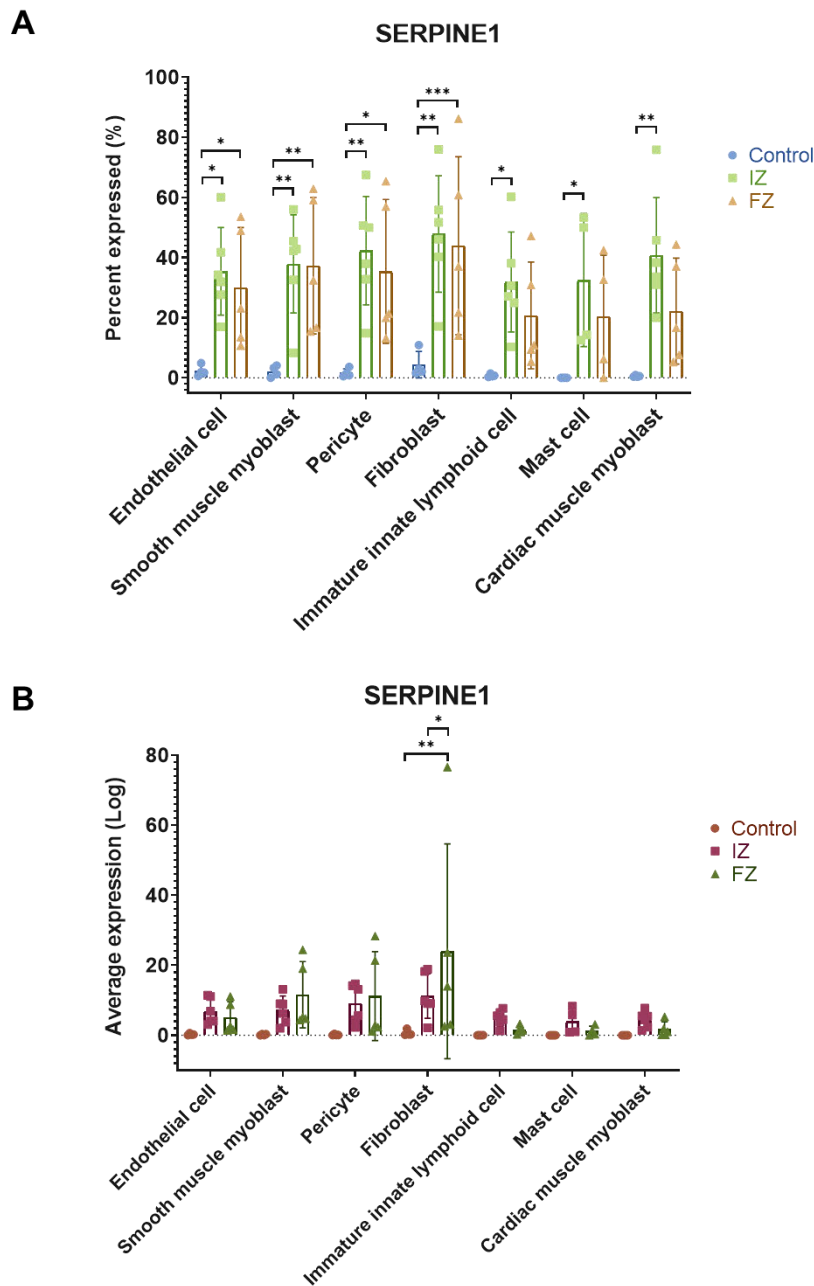 A
SERPINE1
Percent expressed (%)
100
80
60
40
20
0
* * ** ** ** * ** *** * * **
Control
IZ
FZ
Endothelial cell
Smooth muscle myoblast
Pericyte
Fibroblast
Immature innate lymphoid cell
Mast cell
Cardiac muscle myoblast
B
SERPINE1
Average expression (Log)
80
60
40
20
0
** *
Control
IZ
FZ
Endothelial cell
Smooth muscle myoblast
Pericyte
Fibroblast
Immature innate lymphoid cell
Mast cell
Cardiac muscle myoblast